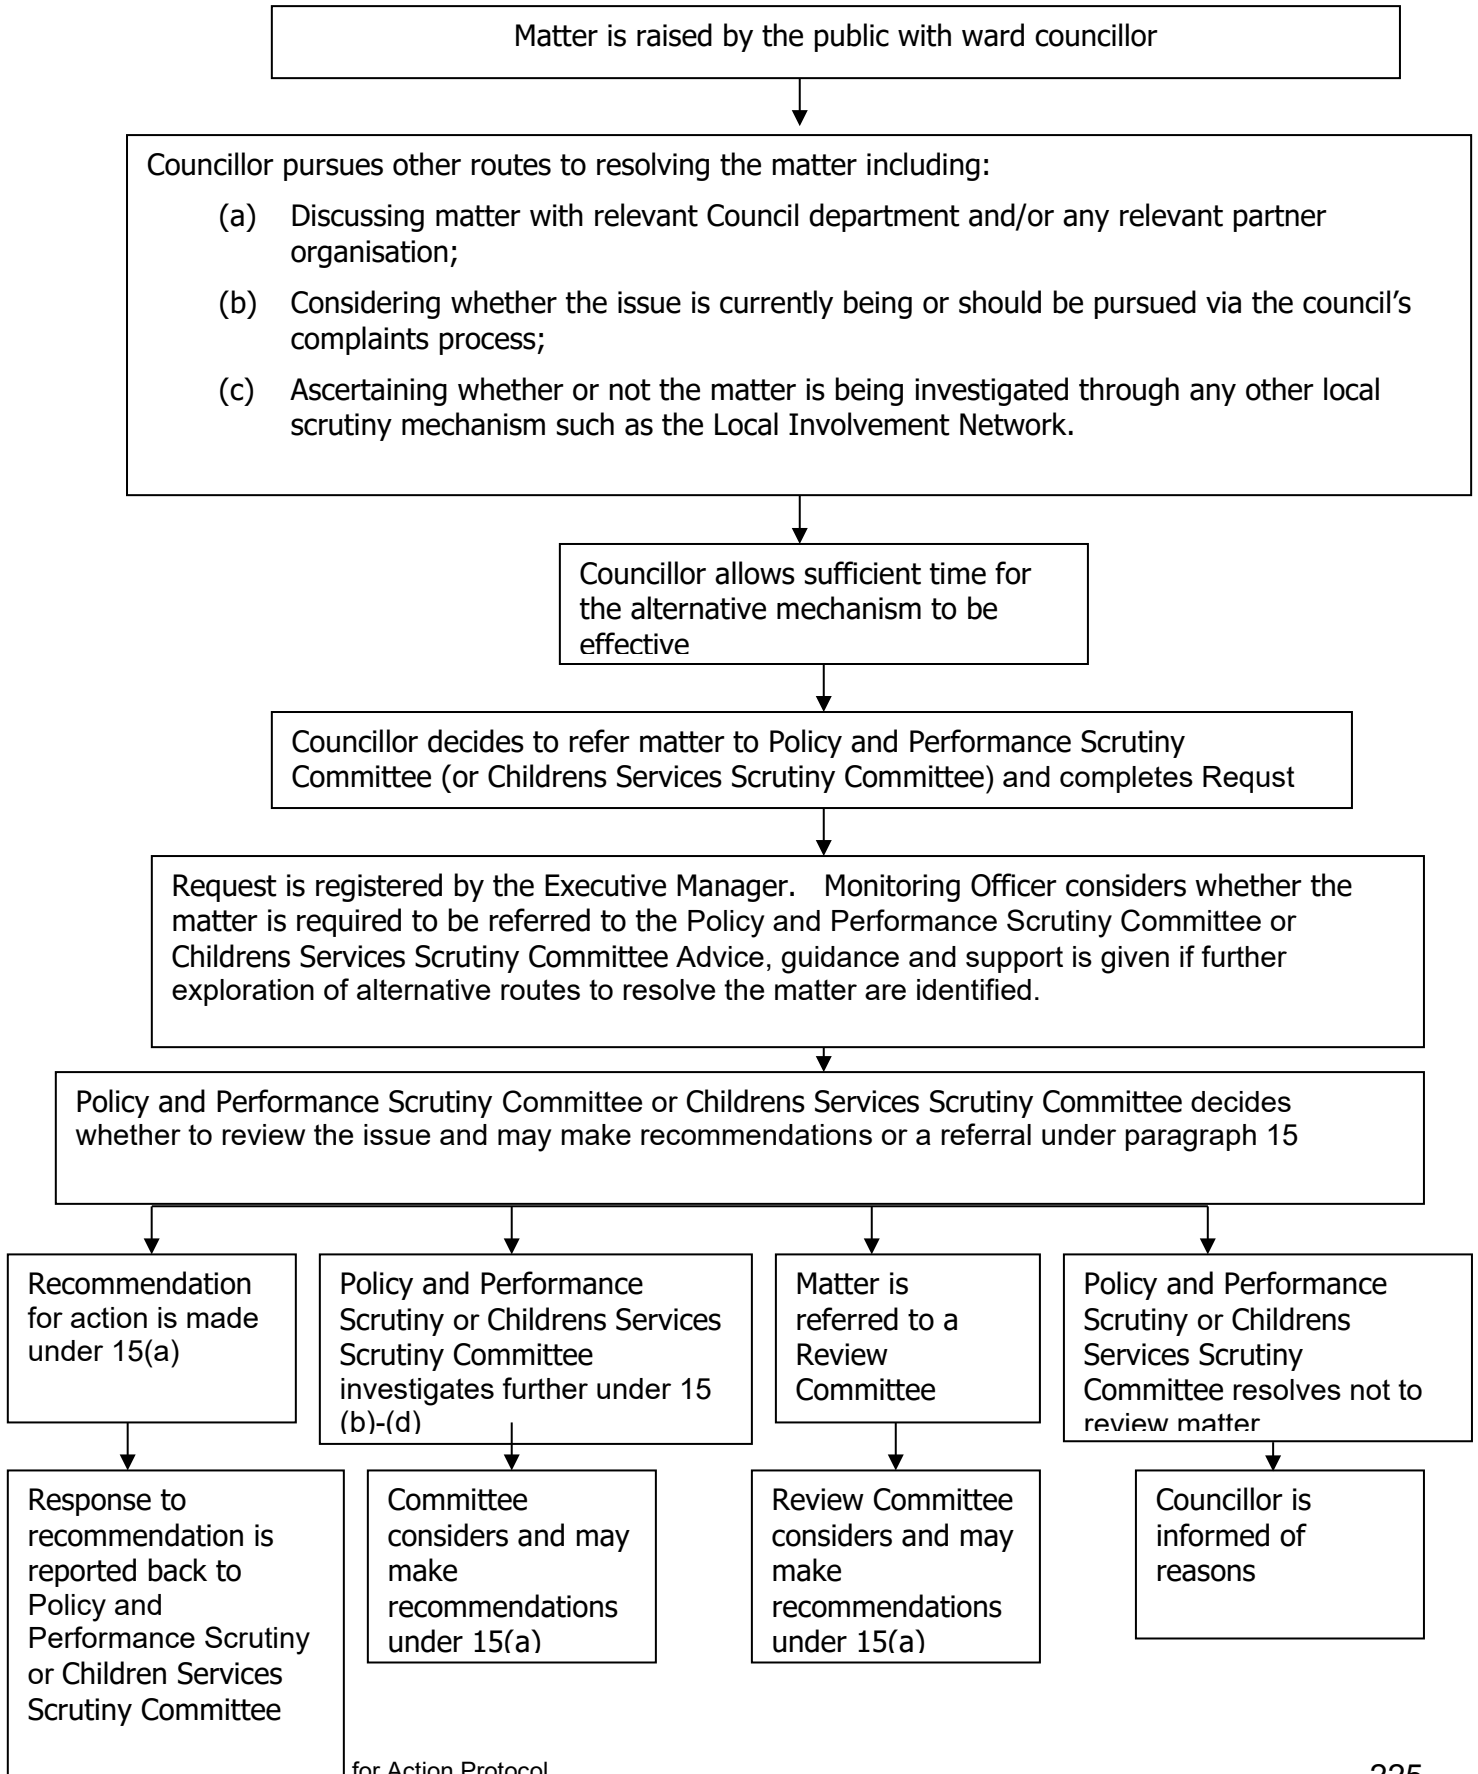 Matter is raised by the public with ward councillor
Councillor pursues other routes to resolving the matter including:
(a) Discussing matter with relevant Council department and/or any relevant partner
organisation;
(b) Considering whether the issue is currently being or should be pursued via the council’s
complaints process;
(c) Ascertaining whether or not the matter is being investigated through any other local
scrutiny mechanism such as the Local Involvement Network.
Councillor allows sufficient time for
the alternative mechanism to be
effective
Councillor decides to refer matter to Policy and Performance Scrutiny
Committee (or Childrens Services Scrutiny Committee) and completes Requst
Request is registered by the Executive Manager. Monitoring Officer considers whether the
matter is required to be referred to the Policy and Performance Scrutiny Committee or
Childrens Services Scrutiny Committee Advice, guidance and support is given if further
exploration of alternative routes to resolve the matter are identified.
Policy and Performance Scrutiny Committee or Childrens Services Scrutiny Committee decides
whether to review the issue and may make recommendations or a referral under paragraph 15
Recommendation
for action is made
under 15(a)
Policy and Performance
Scrutiny or Childrens Services
Scrutiny Committee
investigates further under 15
(b)-(d)
Matter is
referred to a
Review
Committee
Policy and Performance
Scrutiny or Childrens
Services Scrutiny
Committee resolves not to
review matter
Response to
recommendation is
reported back to
Policy and
Performance Scrutiny
or Children Services
Scrutiny Committee
Committee
considers and may
make
recommendations
under 15(a)
Review Committee
considers and may
make
recommendations
under 15(a)
Councillor is
informed of
reasons
for Action Protocol
225